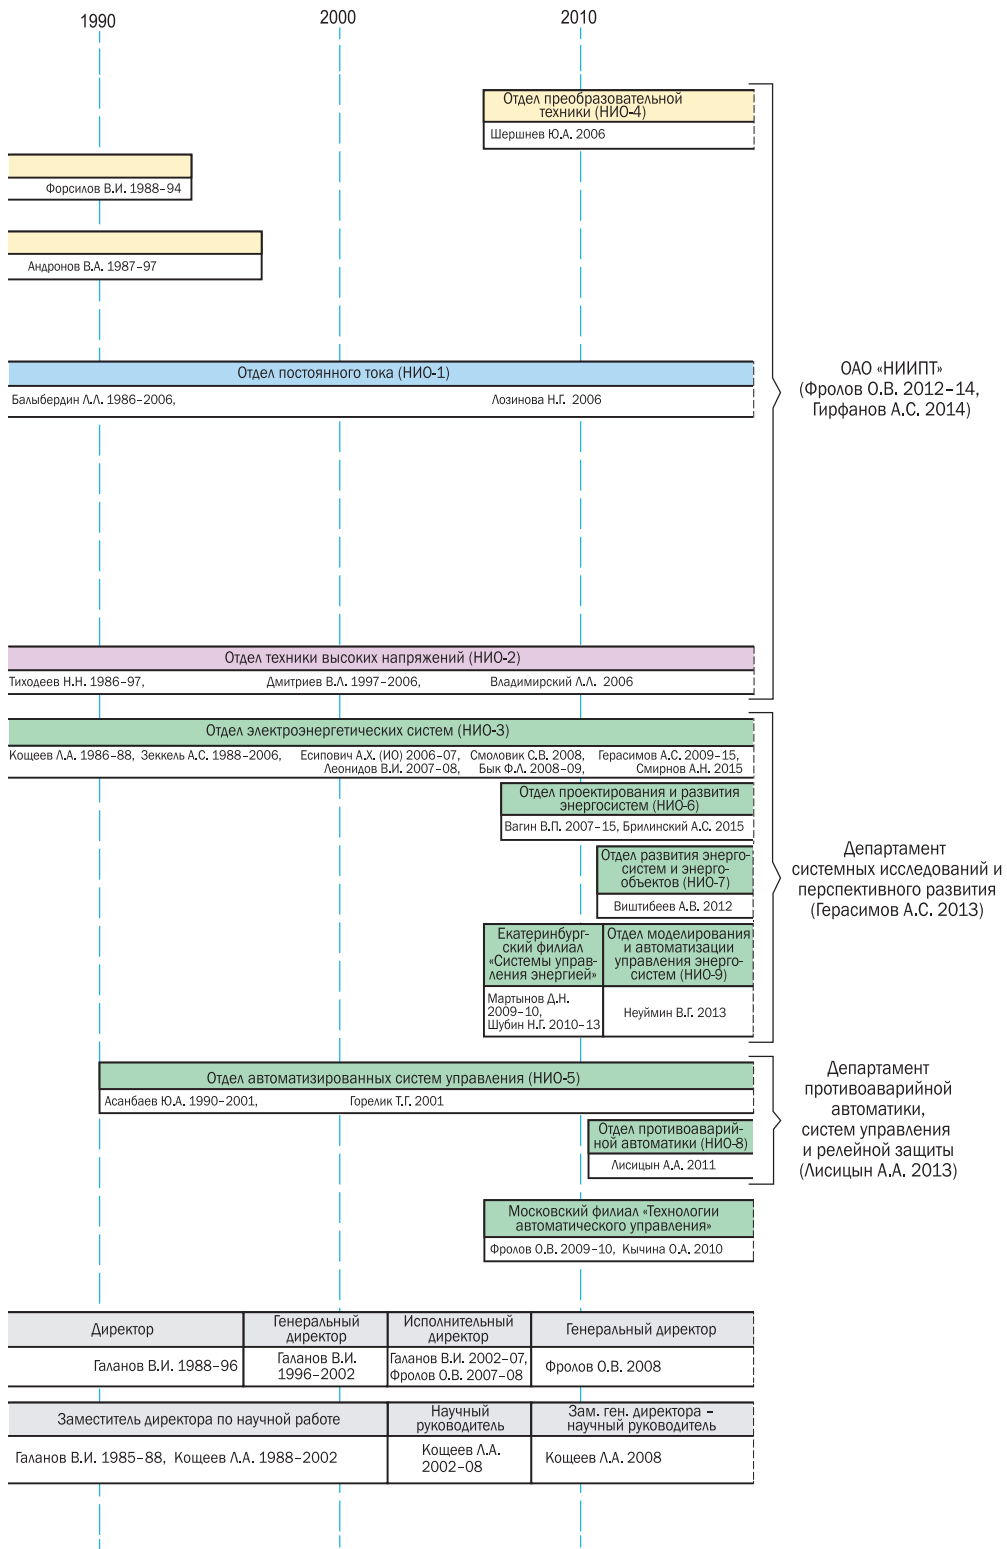 1990
2000
2010
Отдел преобразовательной
техники (НИО-4)
Шершнев Ю.А. 2006
Форсилов В.И. 1988–94
Андронов В.А. 1987–97
Отдел постоянного тока (НИО-1)
Балыбердин Л.Л. 1986–2006,
Лозинова Н.Г. 2006
ОАО «НИИПТ»
(Фролов О.В. 2012–14,
Гирфанов А.С. 2014)
Отдел техники высоких напряжений (НИО-2)
Тиходеев Н.Н. 1986–97,
Дмитриев В.Л. 1997–2006,
Владимирский Л.Л. 2006
Отдел электроэнергетических систем (НИО-3)
Кощеев Л.А. 1986–88, Зеккель А.С. 1988–2006,
Есипович А.Х. (ИО) 2006–07,
Смоловик С.В. 2008,
Герасимов А.С. 2009–15,
Леонидов В.И. 2007–08,
Бык Ф.Л. 2008–09,
Смирнов А.Н. 2015
Отдел проектирования и развития
энергосистем (НИО-6)
Вагин В.П. 2007–15, Брилинский А.С. 2015
Отдел развития энерго-
систем и энерго-
объектов (НИО-7)
Виштибеев А.В. 2012
Екатеринбург-
ский филиал
«Системы управ-
ления энергией»
Мартынов Д.Н.
2009–10,
Шубин Н.Г. 2010–13
Отдел моделирования
и автоматизации
управления энерго-
систем (НИО-9)
Неуймин В.Г. 2013
Департамент
системных исследований и
перспективного развития
(Герасимов А.С. 2013)
Отдел автоматизированных систем управления (НИО-5)
Асанбаев Ю.А. 1990–2001,
Горелик Т.Г. 2001
Отдел противоаварий-
ной автоматики (НИО-8)
Лисицын А.А. 2011
Департамент
противоаварийной
автоматики,
систем управления
и релейной защиты
(Лисицын А.А. 2013)
Московский филиал «Технологии
автоматического управления»
Фролов О.В. 2009–10, Кычина О.А. 2010
Директор
Галанов В.И. 1988–96
Генеральный
директор
Галанов В.И.
1996–2002
Исполнительный
директор
Галанов В.И. 2002–07,
Фролов О.В. 2007–08
Генеральный директор
Фролов О.В. 2008
Заместитель директора по научной работе
Галанов В.И. 1985–88, Кощеев Л.А. 1988–2002
Научный
руководитель
Кощеев Л.А.
2002–08
Зам. ген. директора –
научный руководитель
Кощеев Л.А. 2008